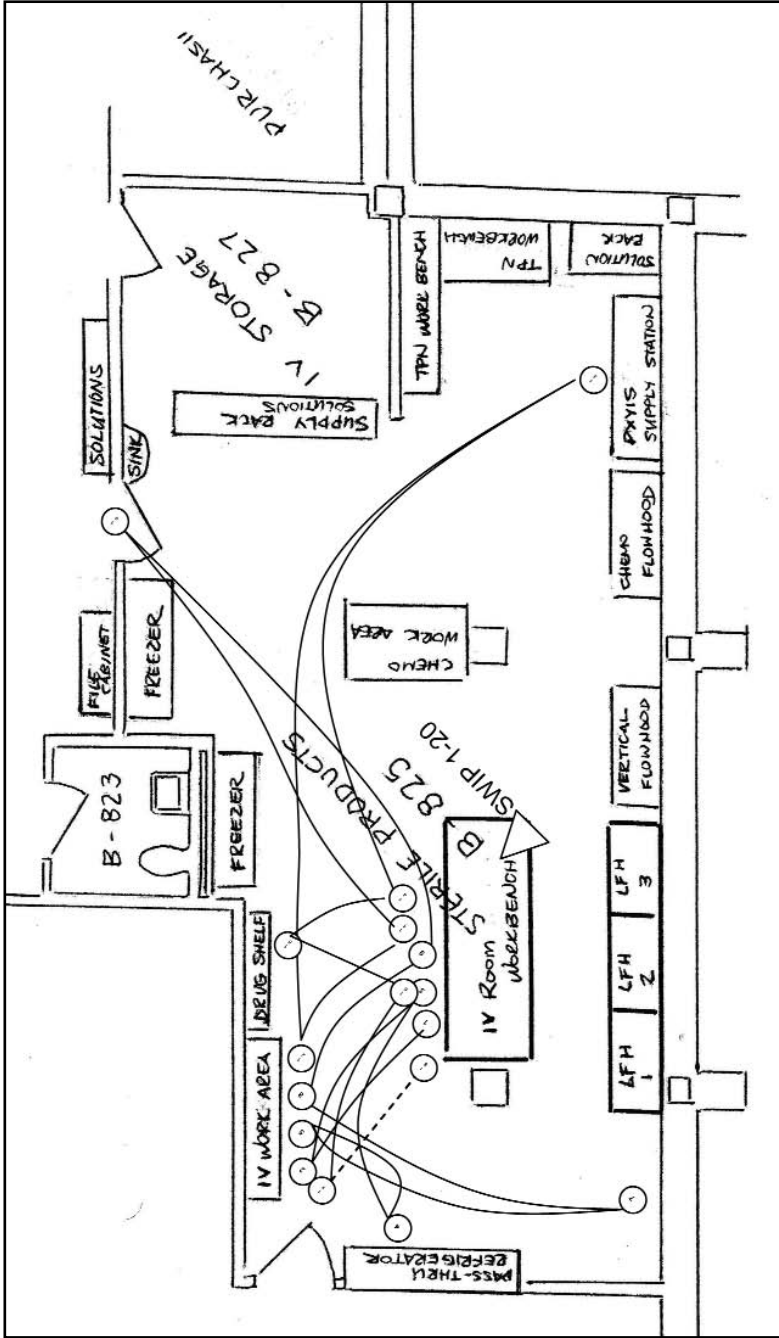 PURCHASI
IV STORAGE
B-827
TPN WORK BENCH
TPN
WORKBENCH
SOLUTION
RACK
SOLUTIONS
SINK
SUPPLY RACK
SOLUTIONS
PXYIS
SUPPLY STATION
CHEMO
FLOWHOOD
CHEMO
WORK AREA
FILE
CABINET
FREEZER
B-823
FREEZER
STERILE PRODUCTS
B-825
SWIP 1-20
VERTICAL
FLOWHOOD
IV Room
WORKBENCH
LFH
3
LFH
2
LFH
1
DRUG SHELF
IV WORK AREA
PASS-THRU
REFRIGERATOR